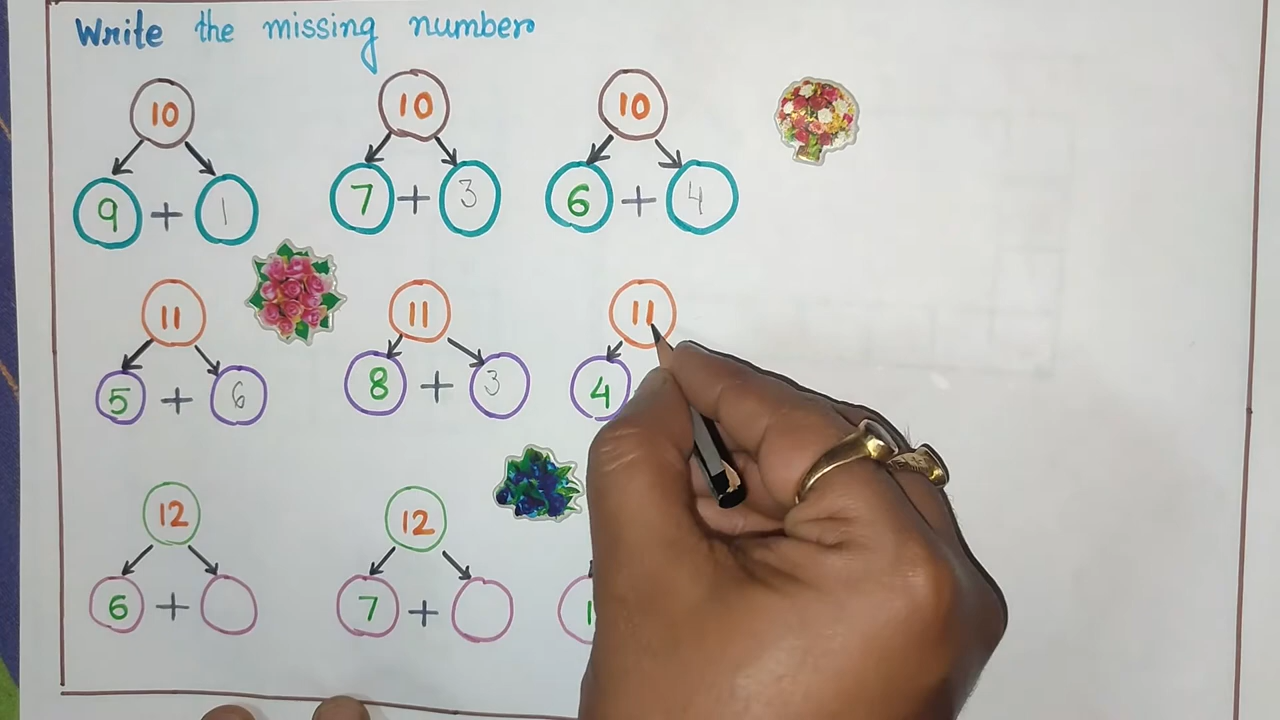 Write the missing number
10 10 10
9 + 1 7 + 3 6 + 4
11 11 11
5 + 6 8 + 3 4
12 12
6 + 7 +